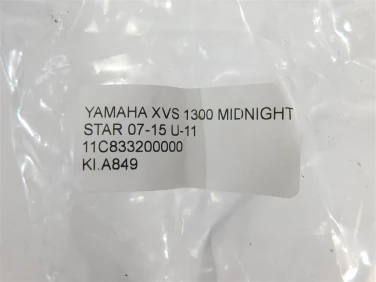 YAMAHA XVS 1300 MIDNIGHT
STAR 07-15 U-11
11C833200000
KI.A849